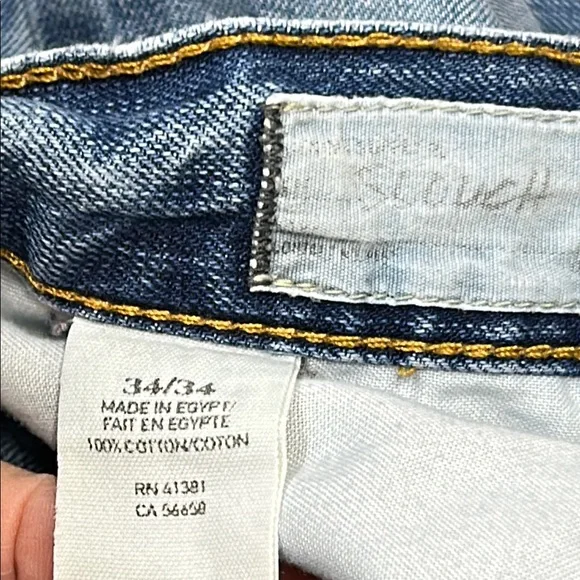 SLOUCH
34/34
MADE IN EGYPT/
FAIT EN EGYPTE
100% COTTON/COTON
RN 41381
CA 56658